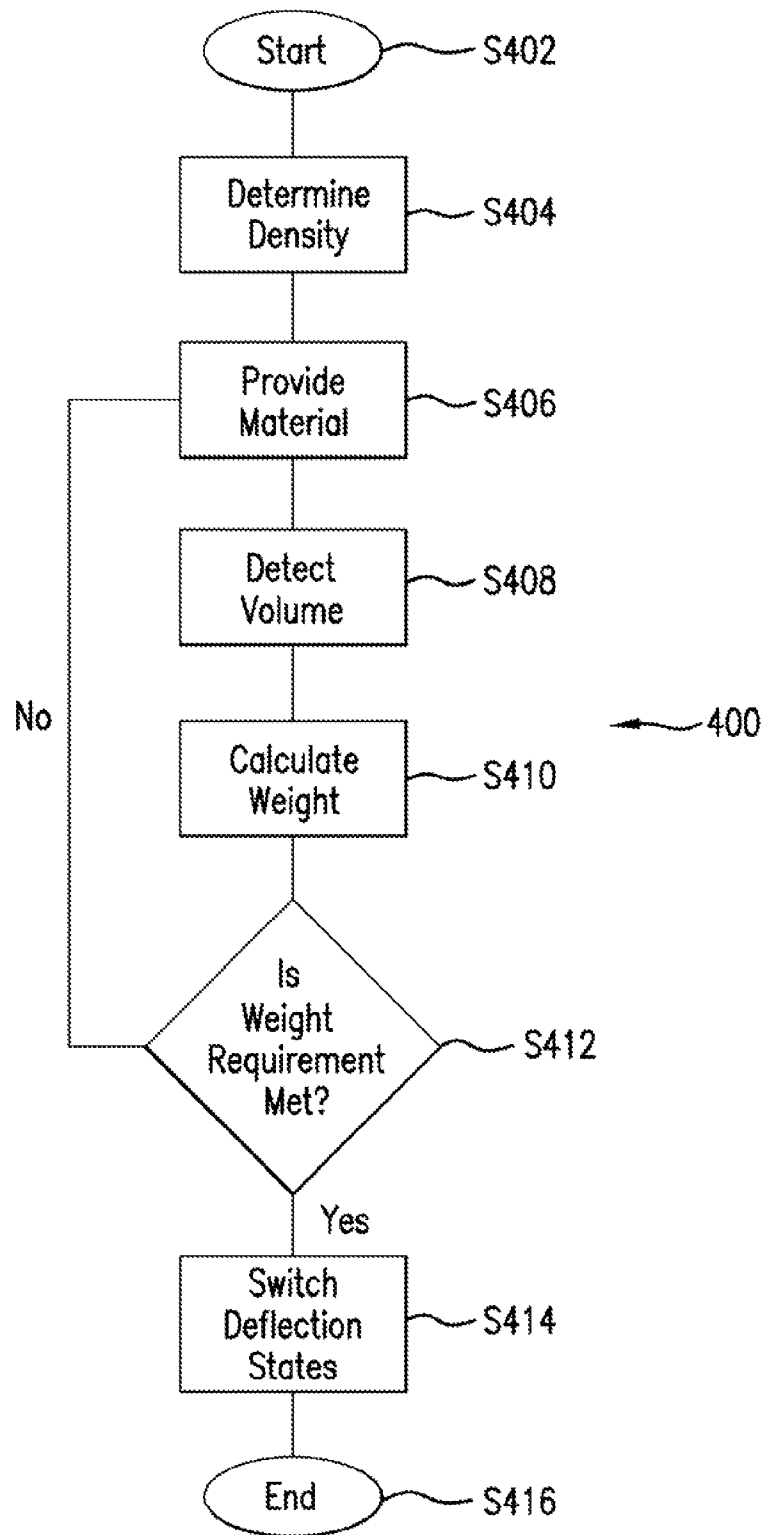 Start
S402
Determine
Density
S404
Provide
Material
S406
Detect
Volume
S408
No
400
Calculate
Weight
S410
Is
Weight
Requirement
Met?
S412
Yes
Switch
Deflection
States
S414
End
S416